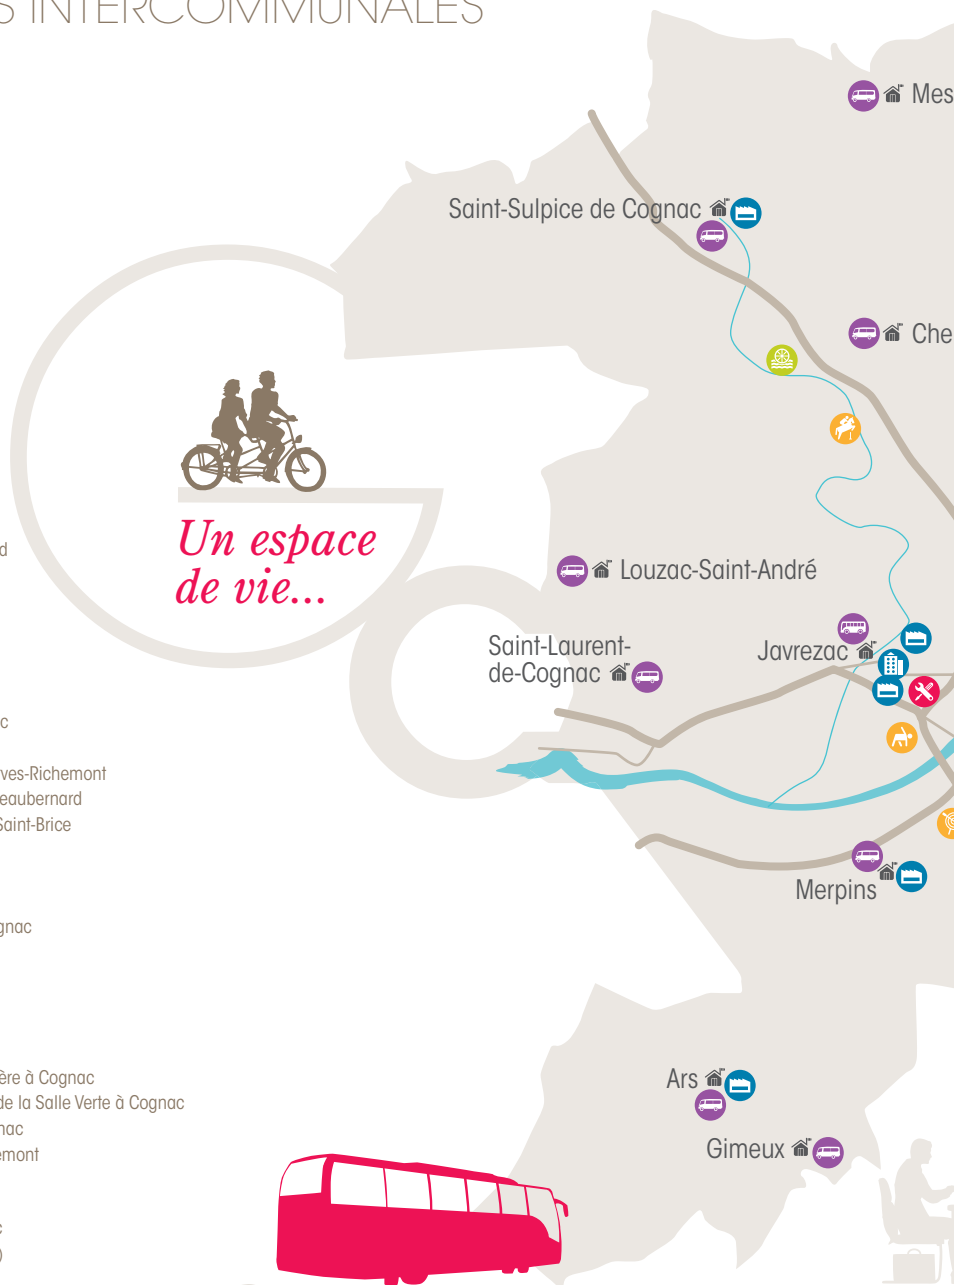 INTERCOMMUNALES
Mes
Saint-Sulpice de Cognac
Che
Un espace
de vie...
d
Louzac-Saint-André
Saint-Laurent-
de-Cognac
Javrezac
c
ves-Richemont
eaubernard
Saint-Brice
Merpins
gnac
ère à Cognac
de la Salle Verte à Cognac
nac
emont
Ars
Gimeux
c
)